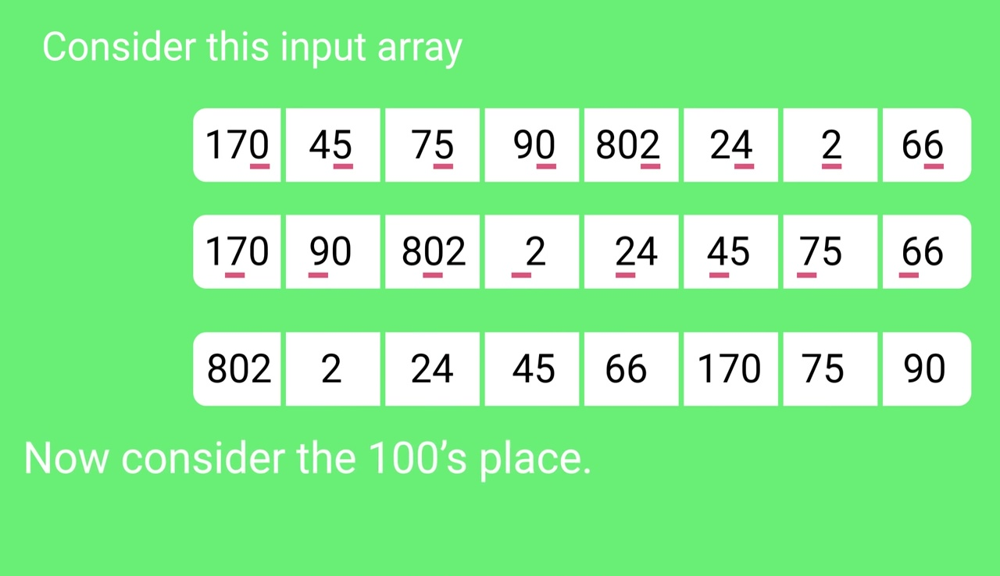 Consider this input array
170 45 75 90 802 24 2 66
170 90 802 2 24 45 75 66
802 2 24 45 66 170 75 90
Now consider the 100’s place.